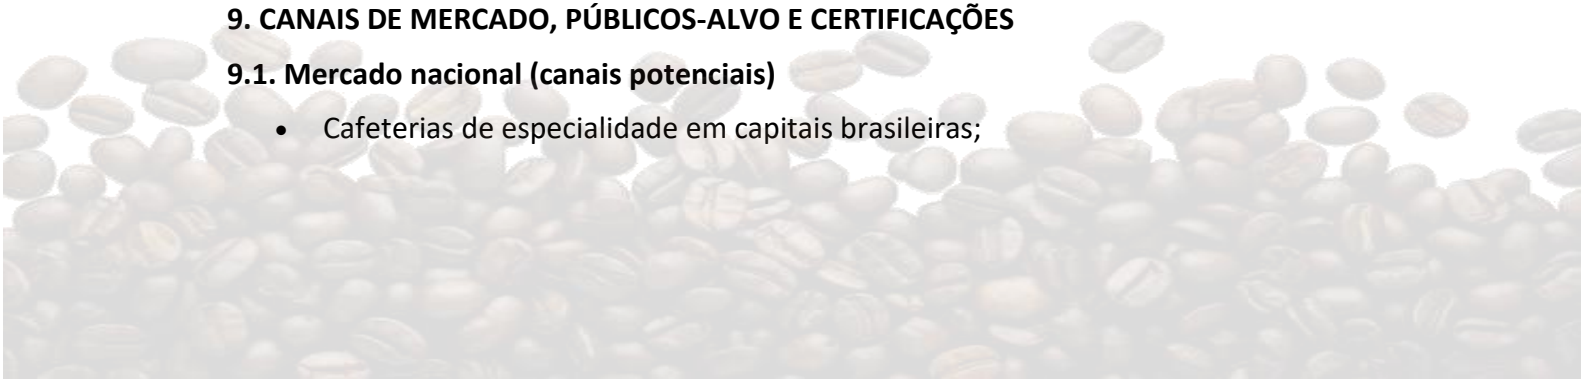 9. CANAIS DE MERCADO, PÚBLICOS-ALVO E CERTIFICAÇÕES
9.1. Mercado nacional (canais potenciais)
• Cafeterias de especialidade em capitais brasileiras;